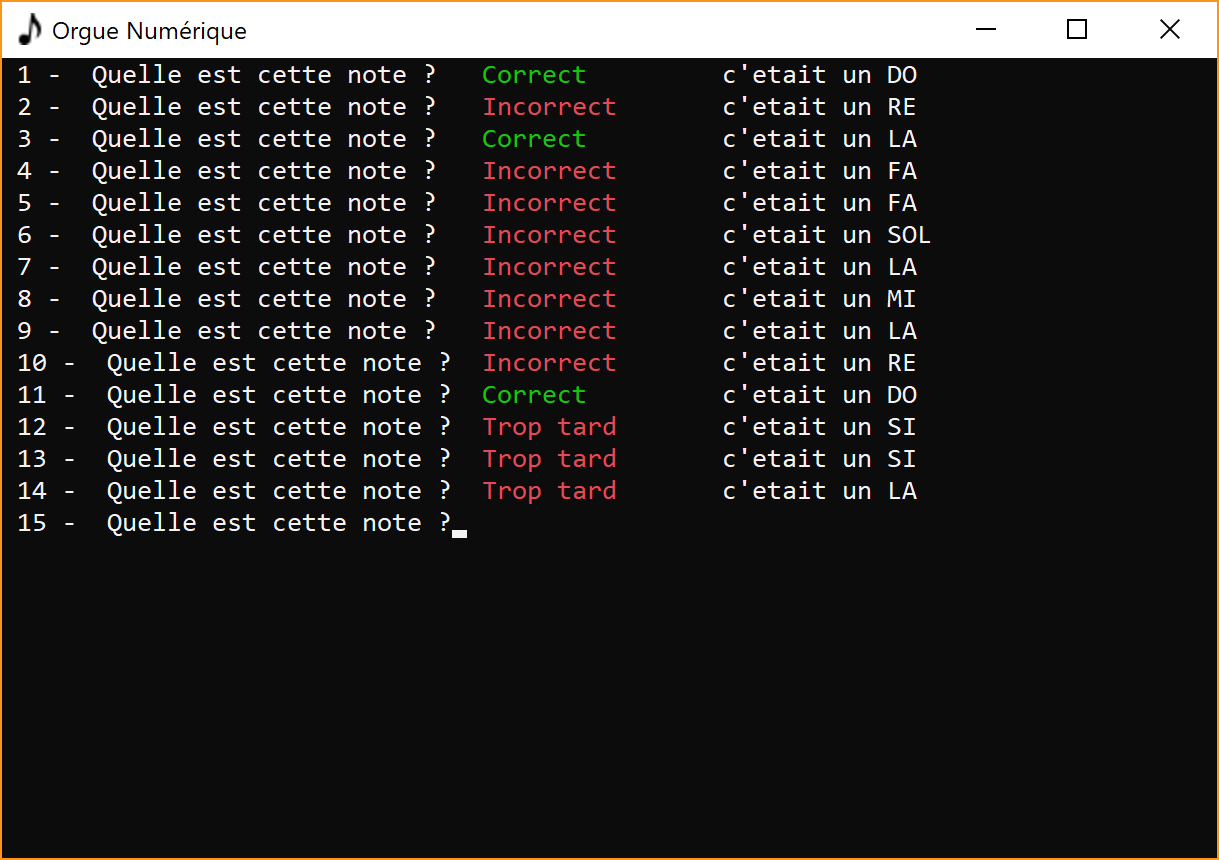 Orgue Numérique
1 -  Quelle est cette note ?   Correct         c'etait un DO
2 -  Quelle est cette note ?   Incorrect       c'etait un RE
3 -  Quelle est cette note ?   Correct         c'etait un LA
4 -  Quelle est cette note ?   Incorrect       c'etait un FA
5 -  Quelle est cette note ?   Incorrect       c'etait un FA
6 -  Quelle est cette note ?   Incorrect       c'etait un SOL
7 -  Quelle est cette note ?   Incorrect       c'etait un LA
8 -  Quelle est cette note ?   Incorrect       c'etait un MI
9 -  Quelle est cette note ?   Incorrect       c'etait un LA
10 -  Quelle est cette note ?  Incorrect       c'etait un RE
11 -  Quelle est cette note ?  Correct         c'etait un DO
12 -  Quelle est cette note ?  Trop tard       c'etait un SI
13 -  Quelle est cette note ?  Trop tard       c'etait un SI
14 -  Quelle est cette note ?  Trop tard       c'etait un LA
15 -  Quelle est cette note ?